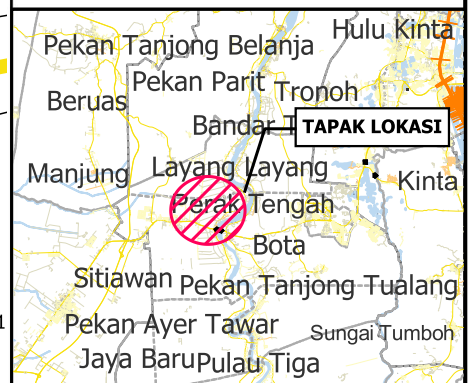 Hulu Kinta
Pekan Tanjong Belanja
Pekan Parit
Tronoh
Beruas
Bandar T
TAPAK LOKASI
Layang Layang
Manjung
Kinta
Perak Tengah
Bota
Sitiawan
Pekan Tanjong Tualang
1
Pekan Ayer Tawar
Sungai Tumboh
Jaya Baru
Pulau Tiga